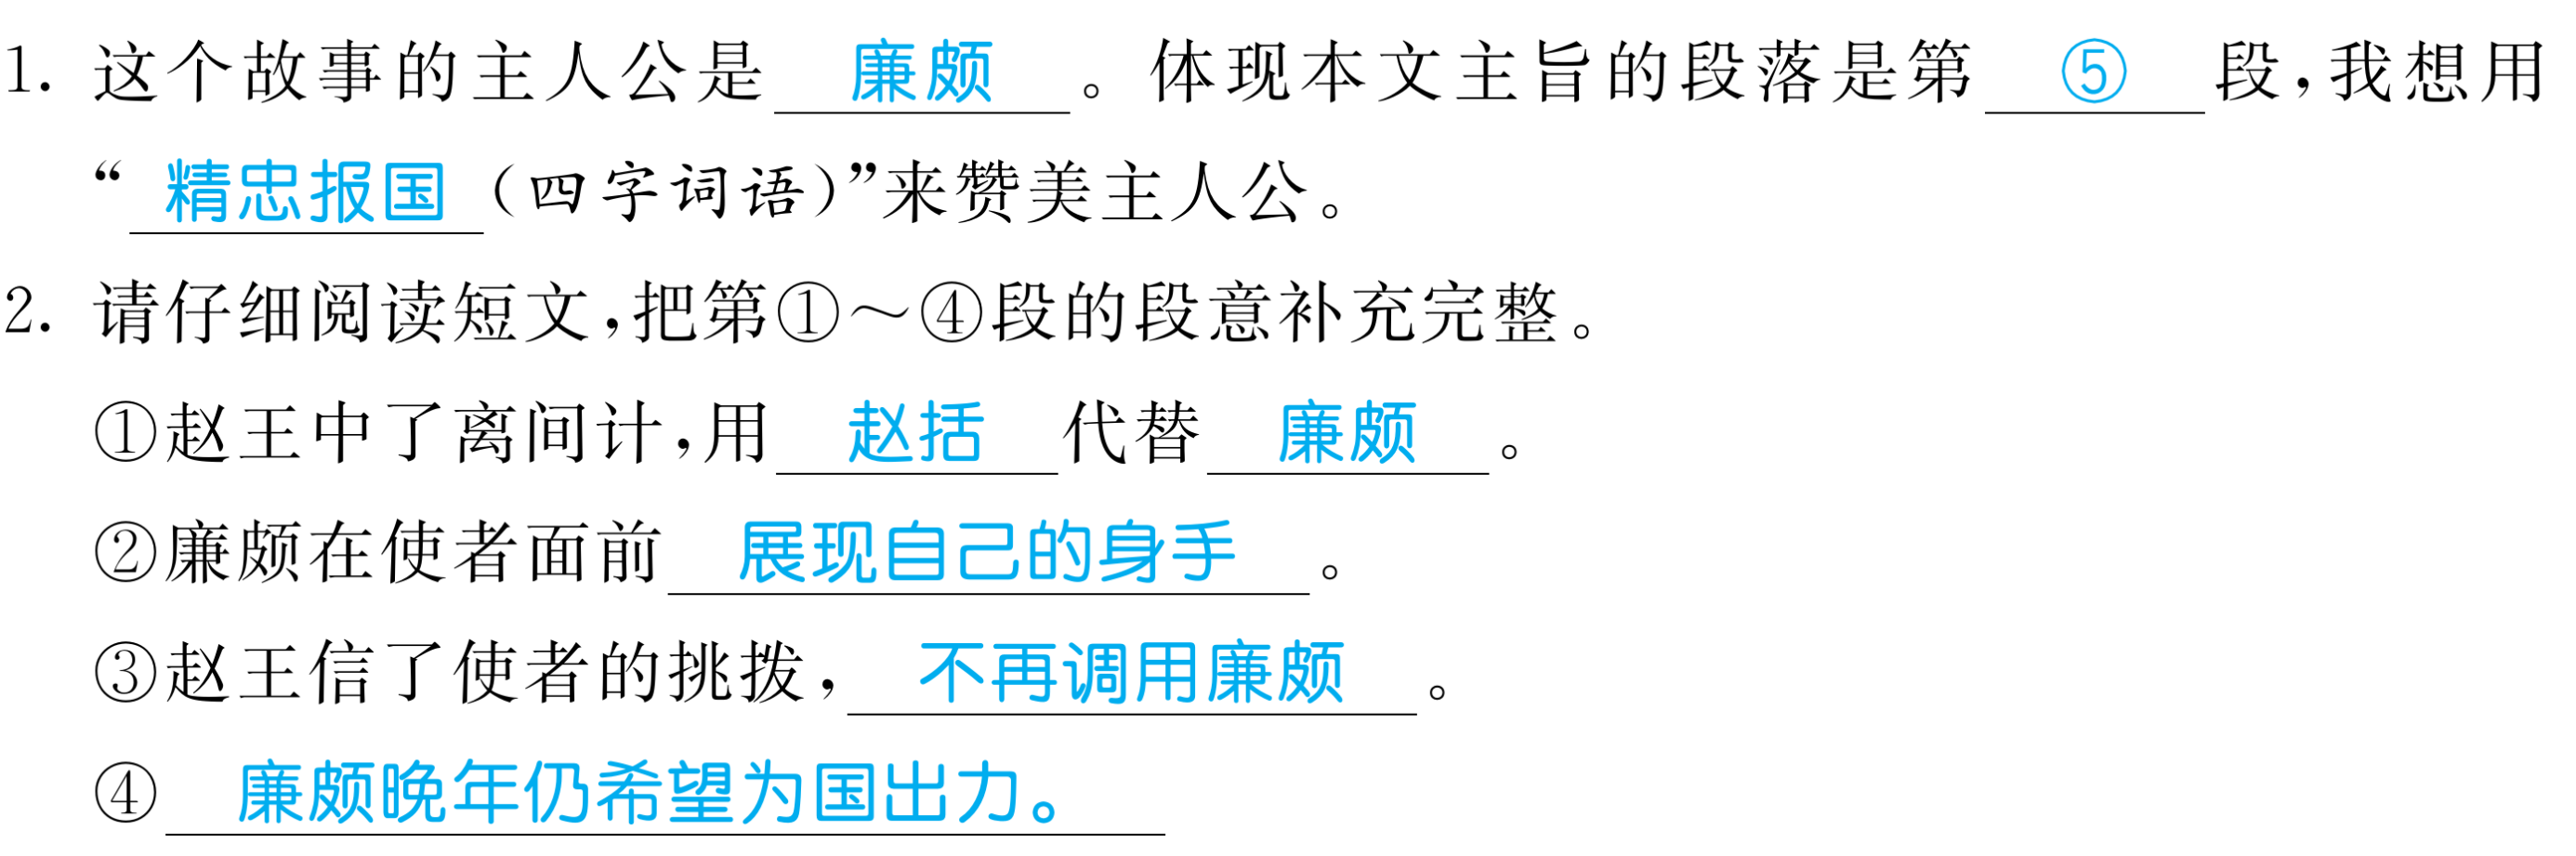 1. 这个故事的主人公是 廉颇 。体现本文主旨的段落是第 ⑤ 段,我想用
“ 精忠报国 (四字词语)”来赞美主人公。
2. 请仔细阅读短文,把第①~④段的段意补充完整。
①赵王中了离间计,用 赵括 代替 廉颇 。
②廉颇在使者面前 展现自己的身手 。
③赵王信了使者的挑拨, 不再调用廉颇 。
④ 廉颇晚年仍希望为国出力。